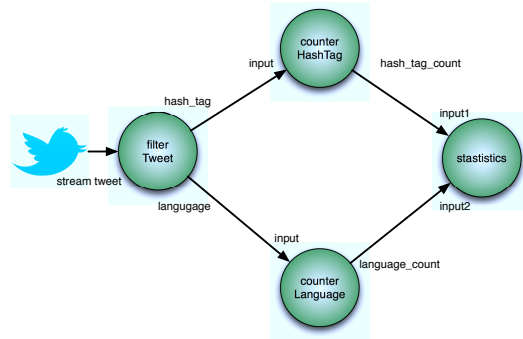 counter
HashTag
input
hash_tag_count
hash_tag
input1
filter
Tweet
stastistics
stream tweet
langugage
input2
input
language_count
counter
Language